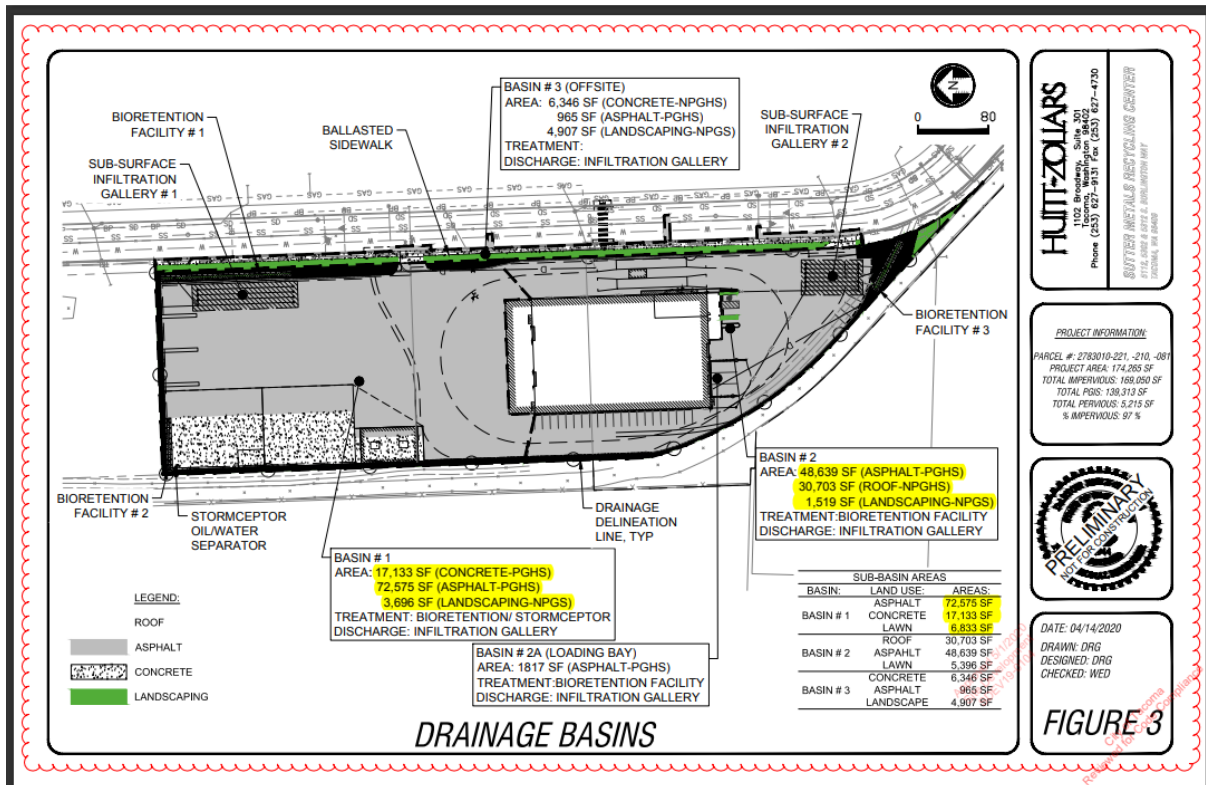 BASIN # 3 (OFFSITE)
AREA: 6,346 SF (CONCRETE-NPGHS)
965 SF (ASPHALT-PGHS)
4,907 SF (LANDSCAPING-NPGS)
TREATMENT:
DISCHARGE: INFILTRATION GALLERY
BIORETENTION
FACILITY # 1
SUB-SURFACE
INFILTRATION
GALLERY # 1
BALLASTED
SIDEWALK
SUB-SURFACE
INFILTRATION
GALLERY # 2
N
0 80
BIORETENTION
FACILITY # 3
BIORETENTION
FACILITY # 2
STORMCEPTOR
OIL/WATER
SEPARATOR
DRAINAGE
DELINEATION
LINE, TYP
BASIN # 2
AREA: 48,639 SF (ASPHALT-PGHS)
30,703 SF (ROOF-NPGHS)
1,519 SF (LANDSCAPING-NPGS)
TREATMENT:BIORETENTION FACILITY
DISCHARGE: INFILTRATION GALLERY
BASIN # 1
AREA: 17,133 SF (CONCRETE-PGHS)
72,575 SF (ASPHALT-PGHS)
3,696 SF (LANDSCAPING-NPGS)
TREATMENT: BIORETENTION/ STORMCEPTOR
DISCHARGE: INFILTRATION GALLERY
BASIN # 2A (LOADING BAY)
AREA: 1817 SF (ASPHALT-PGHS)
TREATMENT:BIORETENTION FACILITY
DISCHARGE: INFILTRATION GALLERY
LEGEND:
ROOF
ASPHALT
CONCRETE
LANDSCAPING
SUB-BASIN AREAS
BASIN: LAND USE: AREAS:
BASIN # 1 ASPHALT 72,575 SF
CONCRETE 17,133 SF
LAWN 6,833 SF
BASIN # 2 ROOF 30,703 SF
ASPAHLT 48,639 SF
LAWN 5,396 SF
BASIN # 3 CONCRETE 6,346 SF
ASPHALT 965 SF
LANDSCAPE 4,907 SF
DRAINAGE BASINS
HUITT-ZOLLARS
1102 Broadway, Suite 301
Tacoma, Washington 98402
Phone (253) 627-9131 Fax (253) 627-4730
SUTTER METALS RECYCLING CENTER
TACOMA, WA 98409
PROJECT INFORMATION:
PARCEL #: 2783010-221, -210, -081
PROJECT AREA: 174,265 SF
TOTAL IMPERVIOUS: 169,050 SF
TOTAL PGIS: 139,313 SF
TOTAL PERVIOUS: 5,215 SF
% IMPERVIOUS: 97 %
PRELIMINARY
NOT FOR CONSTRUCTION
DATE: 04/14/2020
DRAWN: DRG
DESIGNED: DRG
CHECKED: WED
FIGURE 3
Reviewed for Code Compliance